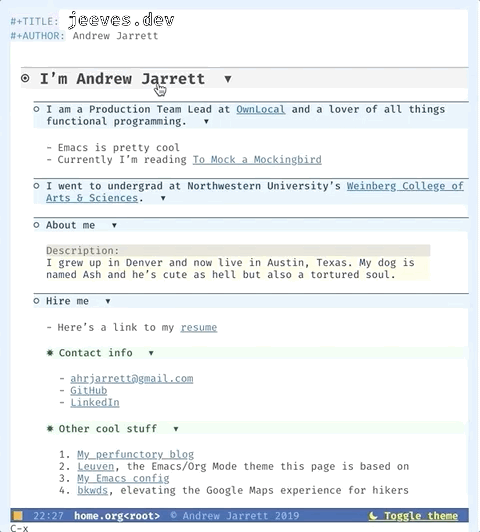 #+TITLE: jeeves.dev
#+AUTHOR: Andrew Jarrett
I’m Andrew Jarrett ▼
I am a Production Team Lead at OwnLocal and a lover of all things
functional programming. ▼
- Emacs is pretty cool
- Currently I’m reading To Mock a Mockingbird
I went to undergrad at Northwestern University’s Weinberg College of
Arts & Sciences. ▼
About me ▼
Description:
I grew up in Denver and now live in Austin, Texas. My dog is
named Ash and he’s cute as hell but also a tortured soul.
Hire me ▼
- Here’s a link to my resume
✸ Contact info ▼
- ahrjarrett@gmail.com
- GitHub
- LinkedIn
✸ Other cool stuff ▼
1. My perfunctory blog
2. Leuven, the Emacs/Org Mode theme this page is based on
3. My Emacs config
4. bkwds, elevating the Google Maps experience for hikers
22:27 home.org<root> © Andrew Jarrett 2019 Toggle theme
C-x